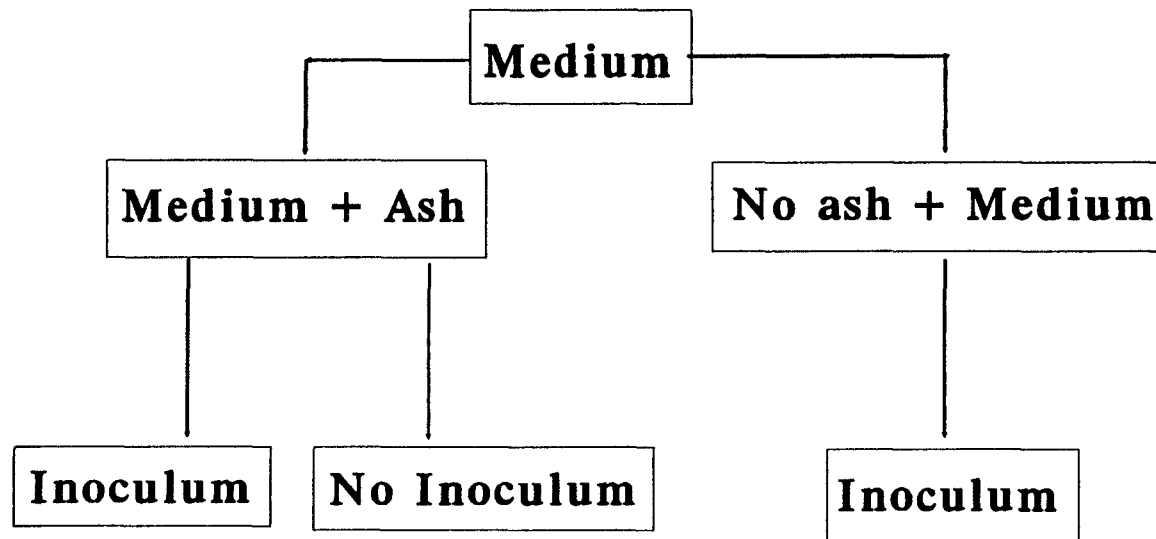 Medium
Medium + Ash
No ash + Medium
Inoculum
No Inoculum
Inoculum